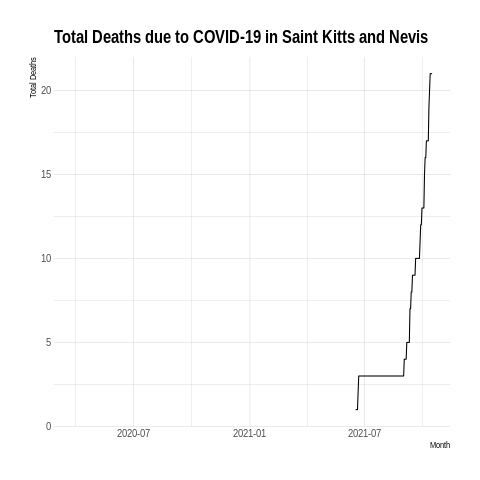 Total Deaths due to COVID-19 in Saint Kitts and Nevis
Total Deaths
20
15
10
5
0
2020-07 2021-01 2021-07
Month